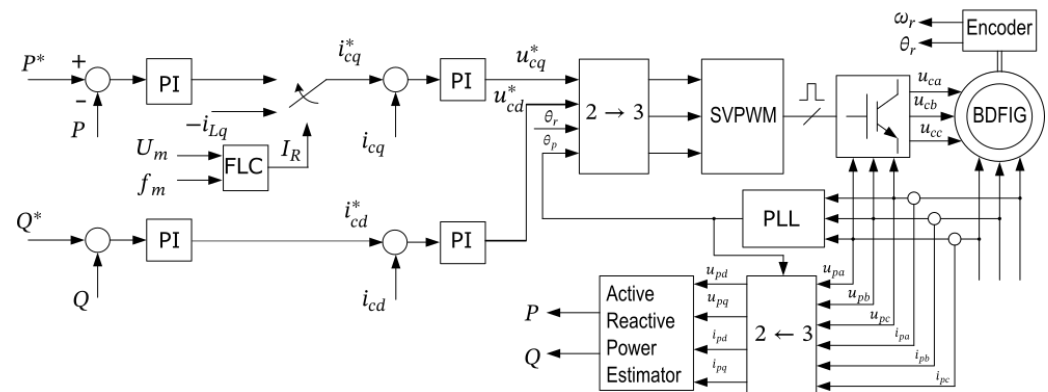 P*
+
−
P
PI
−i_Lq
U_m
f_m
FLC
I_R
i*_cq
i_cq
PI
u*_cq
u*_cd
θ_r
θ_p
2 → 3
SVPWM
u_ca
u_cb
u_cc
ω_r
θ_r
Encoder
BDFIG
Q*
Q
PI
i*_cd
i_cd
PI
PLL
u_pd
u_pq
i_pd
i_pq
2 ← 3
u_pa
u_pb
u_pc
i_pa
i_pb
i_pc
Active
Reactive
Power
Estimator
P
Q